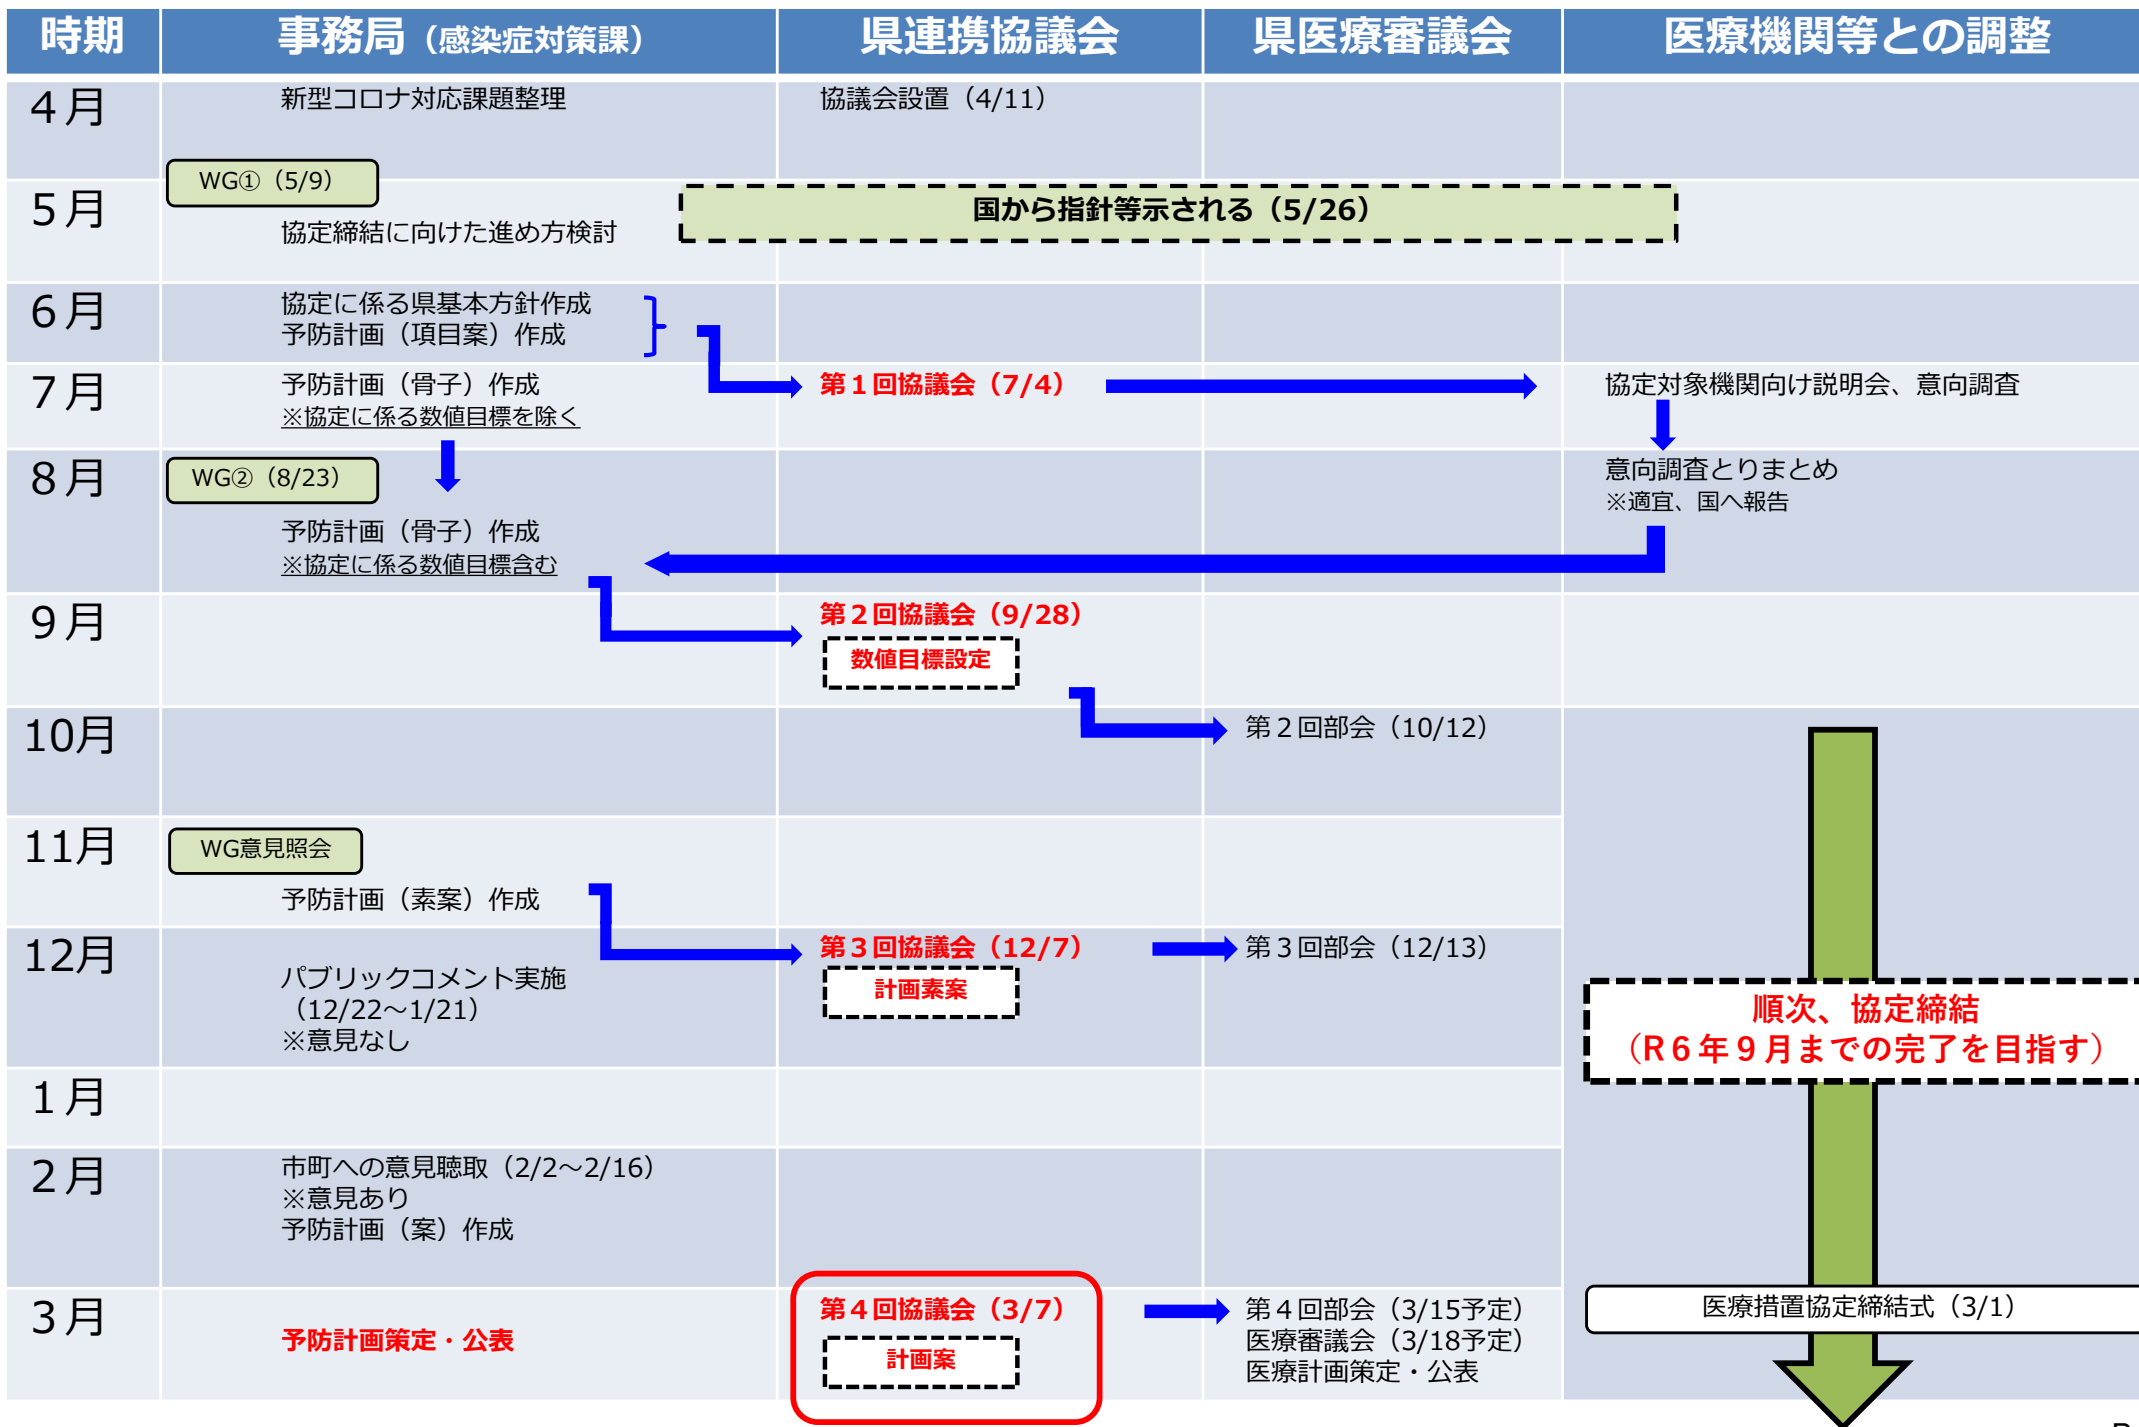 時期
事務局（感染症対策課）
県連携協議会
県医療審議会
医療機関等との調整
４月
新型コロナ対応課題整理
協議会設置（4/11）
WG①（5/9）
５月
協定締結に向けた進め方検討
国から指針等示される（5/26）
６月
協定に係る県基本方針作成
予防計画（項目案）作成
７月
予防計画（骨子）作成
※協定に係る数値目標を除く
第１回協議会（7/4）
協定対象機関向け説明会、意向調査
８月
WG②（8/23）
予防計画（骨子）作成
※協定に係る数値目標含む
意向調査とりまとめ
※適宜、国へ報告
９月
第２回協議会（9/28）
数値目標設定
10月
第２回部会（10/12）
11月
WG意見照会
予防計画（素案）作成
12月
パブリックコメント実施
（12/22～1/21）
※意見なし
第３回協議会（12/7）
計画素案
第３回部会（12/13）
順次、協定締結
（R６年９月までの完了を目指す）
１月
２月
市町への意見聴取（2/2～2/16）
※意見あり
予防計画（案）作成
３月
予防計画策定・公表
第４回協議会（3/7）
計画案
第４回部会（3/15予定）
医療審議会（3/18予定）
医療計画策定・公表
医療措置協定締結式（3/1）